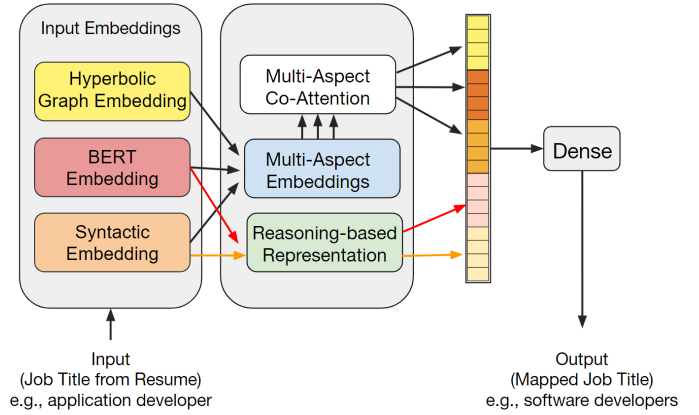 Input Embeddings
Hyperbolic
Graph Embedding
BERT
Embedding
Syntactic
Embedding
Multi-Aspect
Co-Attention
Multi-Aspect
Embeddings
Reasoning-based
Representation
Dense
Input
(Job Title from Resume)
e.g., application developer
Output
(Mapped Job Title)
e.g., software developers